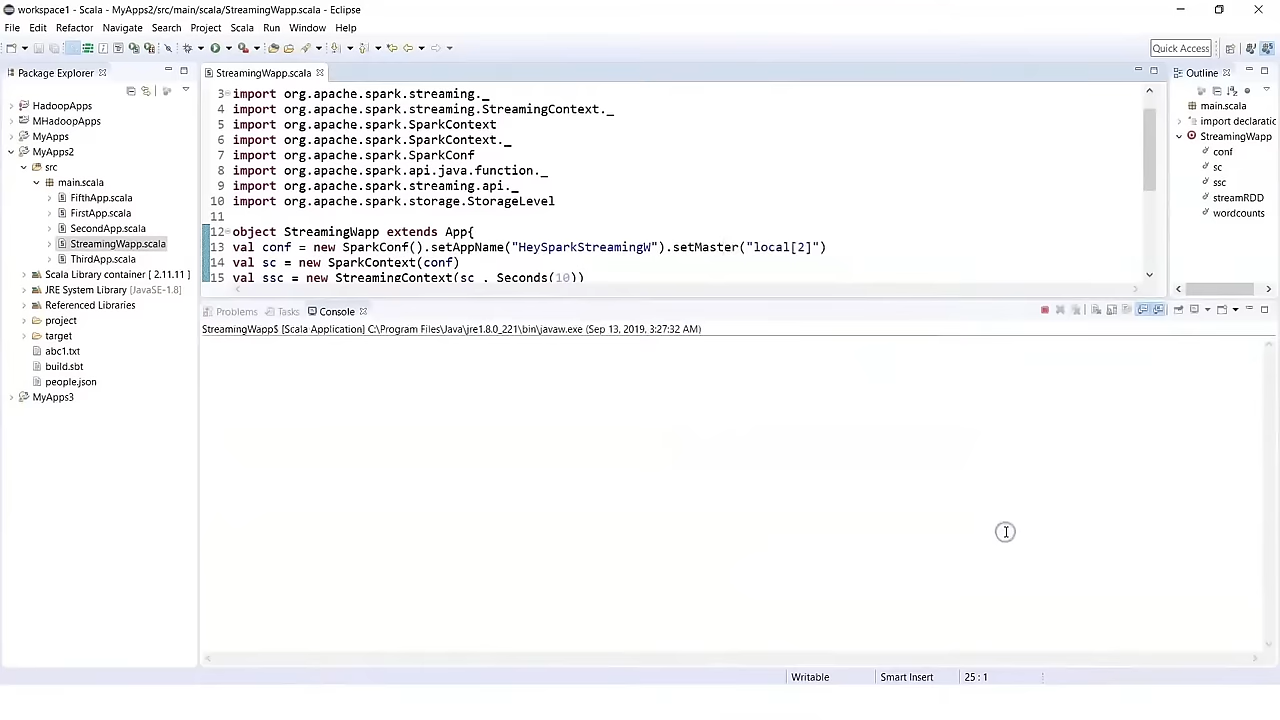 workspace1 - Scala - MyApps2/src/main/scala/StreamingWapp.scala - Eclipse
File Edit Refactor Navigate Search Project Scala Run Window Help
Quick Access
Package Explorer
HadoopApps
MHadoopApps
MyApps
MyApps2
src
main.scala
FifthApp.scala
FirstApp.scala
SecondApp.scala
StreamingWapp.scala
ThirdApp.scala
Scala Library container [ 2.11.11 ]
JRE System Library [JavaSE-1.8]
Referenced Libraries
project
target
abc1.txt
build.sbt
people.json
MyApps3
StreamingWapp.scala
3 import org.apache.spark.streaming._
4 import org.apache.spark.streaming.StreamingContext._
5 import org.apache.spark.SparkContext
6 import org.apache.spark.SparkContext._
7 import org.apache.spark.SparkConf
8 import org.apache.spark.api.java.function._
9 import org.apache.spark.streaming.api._
10 import org.apache.spark.storage.StorageLevel
11
12 object StreamingWapp extends App{
13 val conf = new SparkConf().setAppName("HeySparkStreamingW").setMaster("local[2]")
14 val sc = new SparkContext(conf)
15 val ssc = new StreamingContext(sc , Seconds(10))
Outline
main.scala
import declaratic
StreamingWapp
conf
sc
ssc
streamRDD
wordcounts
Problems Tasks Console
StreamingWapp$ [Scala Application] C:\Program Files\Java\jre1.8.0_221\bin\javaw.exe (Sep 13, 2019, 3:27:32 AM)
Writable Smart Insert 25 : 1